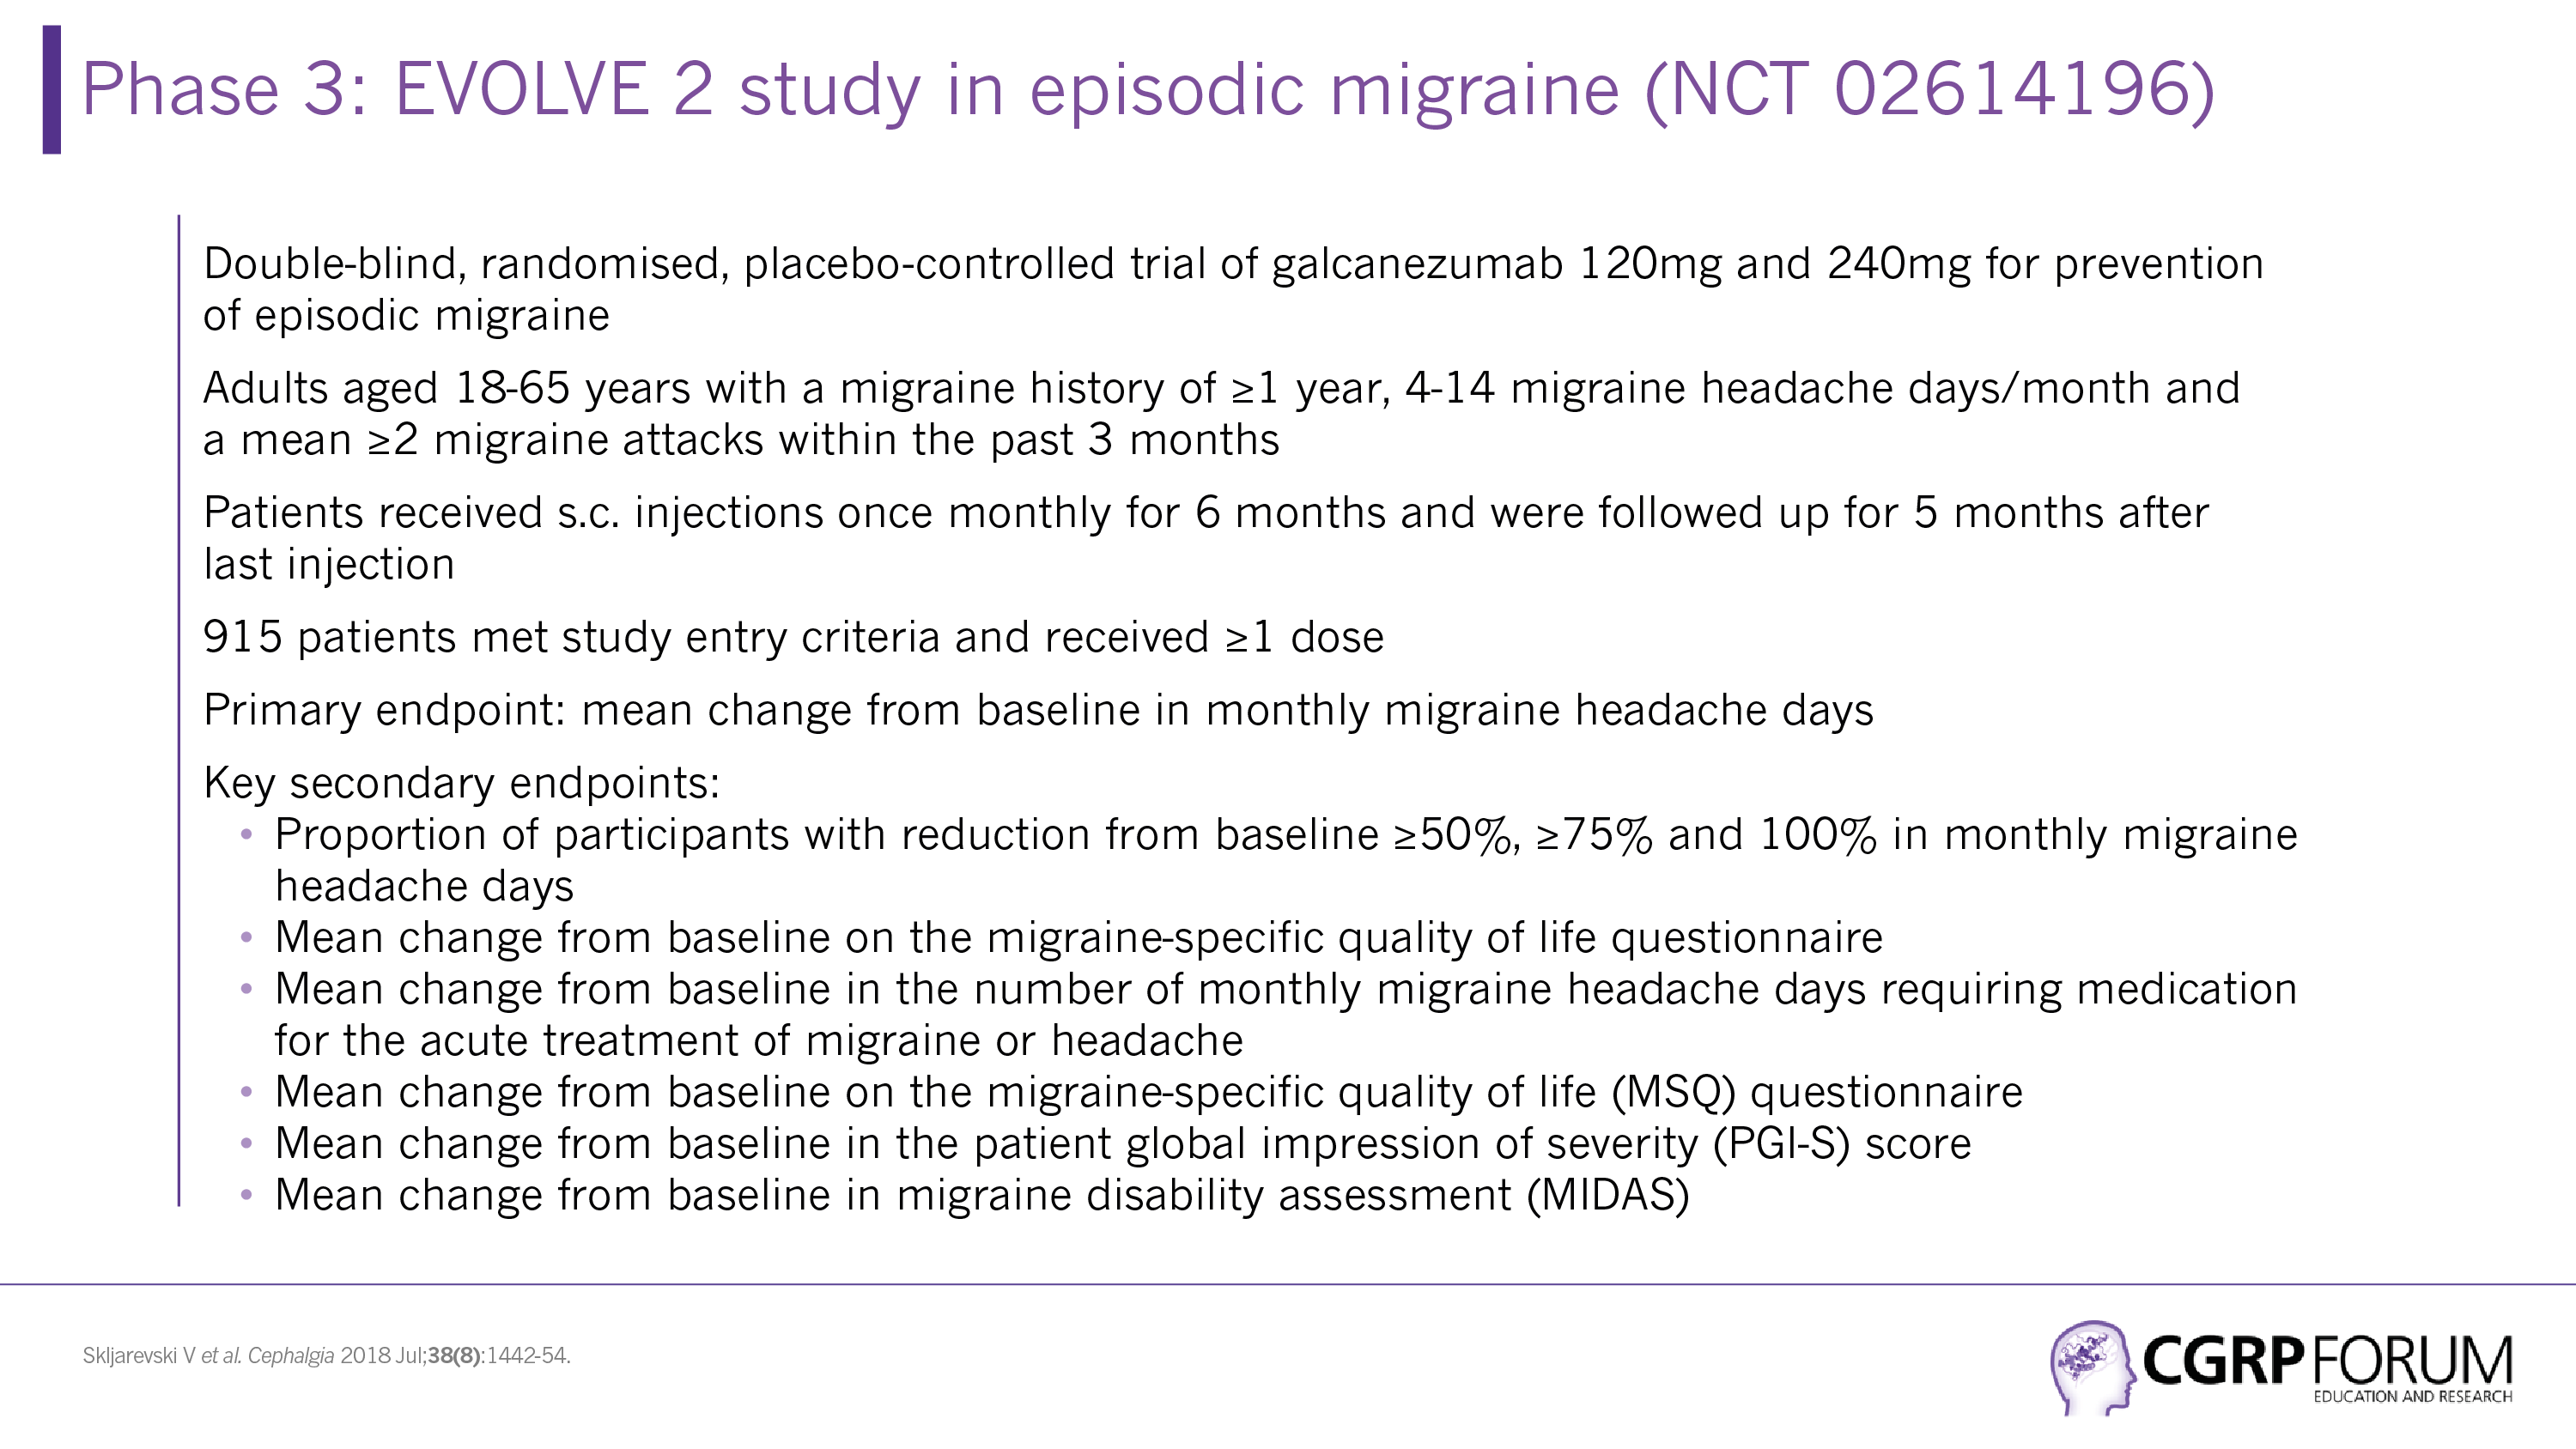 Phase 3: EVOLVE 2 study in episodic migraine (NCT 02614196)
Double-blind, randomised, placebo-controlled trial of galcanezumab 120mg and 240mg for prevention
of episodic migraine
Adults aged 18-65 years with a migraine history of ≥1 year, 4-14 migraine headache days/month and
a mean ≥2 migraine attacks within the past 3 months
Patients received s.c. injections once monthly for 6 months and were followed up for 5 months after
last injection
915 patients met study entry criteria and received ≥1 dose
Primary endpoint: mean change from baseline in monthly migraine headache days
Key secondary endpoints:
• Proportion of participants with reduction from baseline ≥50%, ≥75% and 100% in monthly migraine
headache days
• Mean change from baseline on the migraine-specific quality of life questionnaire
• Mean change from baseline in the number of monthly migraine headache days requiring medication
for the acute treatment of migraine or headache
• Mean change from baseline on the migraine-specific quality of life (MSQ) questionnaire
• Mean change from baseline in the patient global impression of severity (PGI-S) score
• Mean change from baseline in migraine disability assessment (MIDAS)
Skljarevski V et al. Cephalgia 2018 Jul;38(8):1442-54.
CGRP FORUM
EDUCATION AND RESEARCH